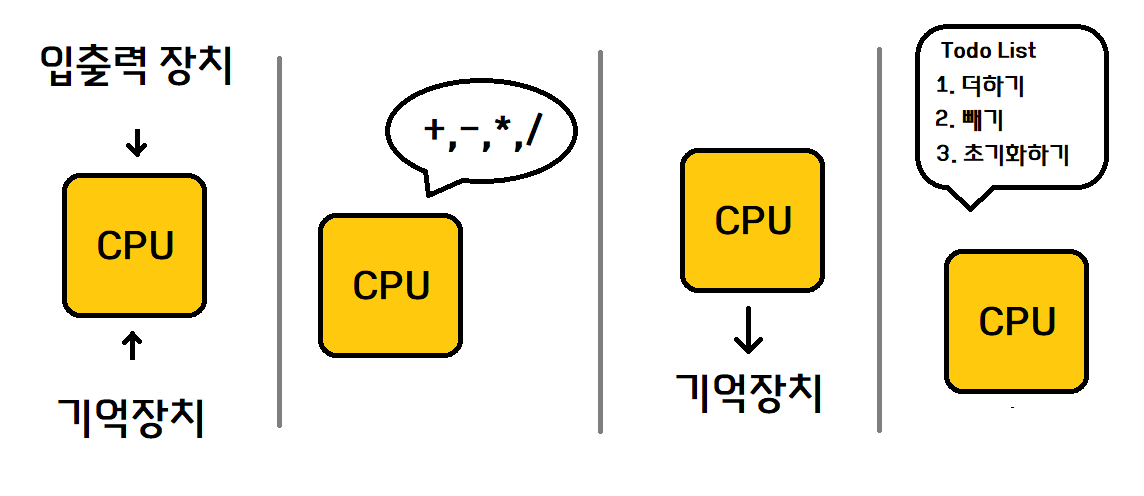 입출력 장치
CPU
기억장치
+,-,*,/
CPU
CPU
기억장치
Todo List
1. 더하기
2. 빼기
3. 초기화하기
CPU